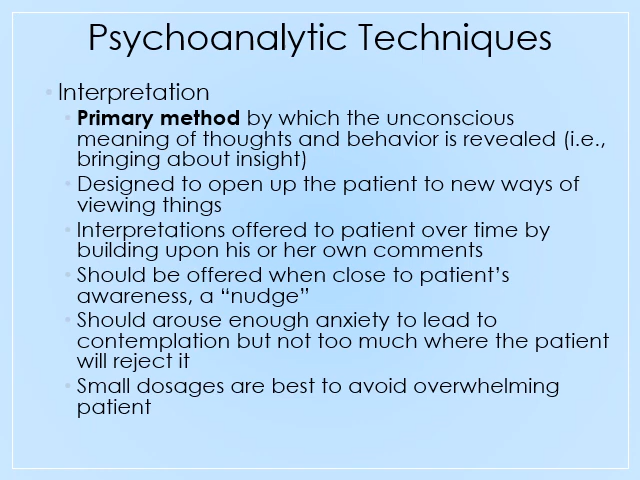 Psychoanalytic Techniques
• Interpretation
• Primary method by which the unconscious
meaning of thoughts and behavior is revealed (i.e.,
bringing about insight)
• Designed to open up the patient to new ways of
viewing things
• Interpretations offered to patient over time by
building upon his or her own comments
• Should be offered when close to patient’s
awareness, a “nudge”
• Should arouse enough anxiety to lead to
contemplation but not too much where the patient
will reject it
• Small dosages are best to avoid overwhelming
patient